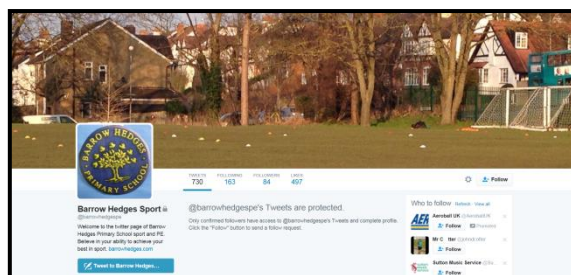 BARROW HEDGES
PRIMARY SCHOOL
TWEETS FOLLOWING FOLLOWERS LIKES
730 163 84 497
Follow
Barrow Hedges Sport
@barrowhedgespe
Welcome to the twitter page of Barrow
Hedges Primary School sport and PE.
Believe in your ability to achieve your
best in sport. barrowhedges.com
Tweet to Barrow Hedges...
@barrowhedgespe's Tweets are protected.
Only confirmed followers have access to @barrowhedgespe's Tweets and complete profile.
Click the "Follow" button to send a follow request.
Who to follow Refresh · View all
AER
Aeroball UK @AeroballUK
Follow Promoted
Mr C
Follow
Sutton Music Service
Follow